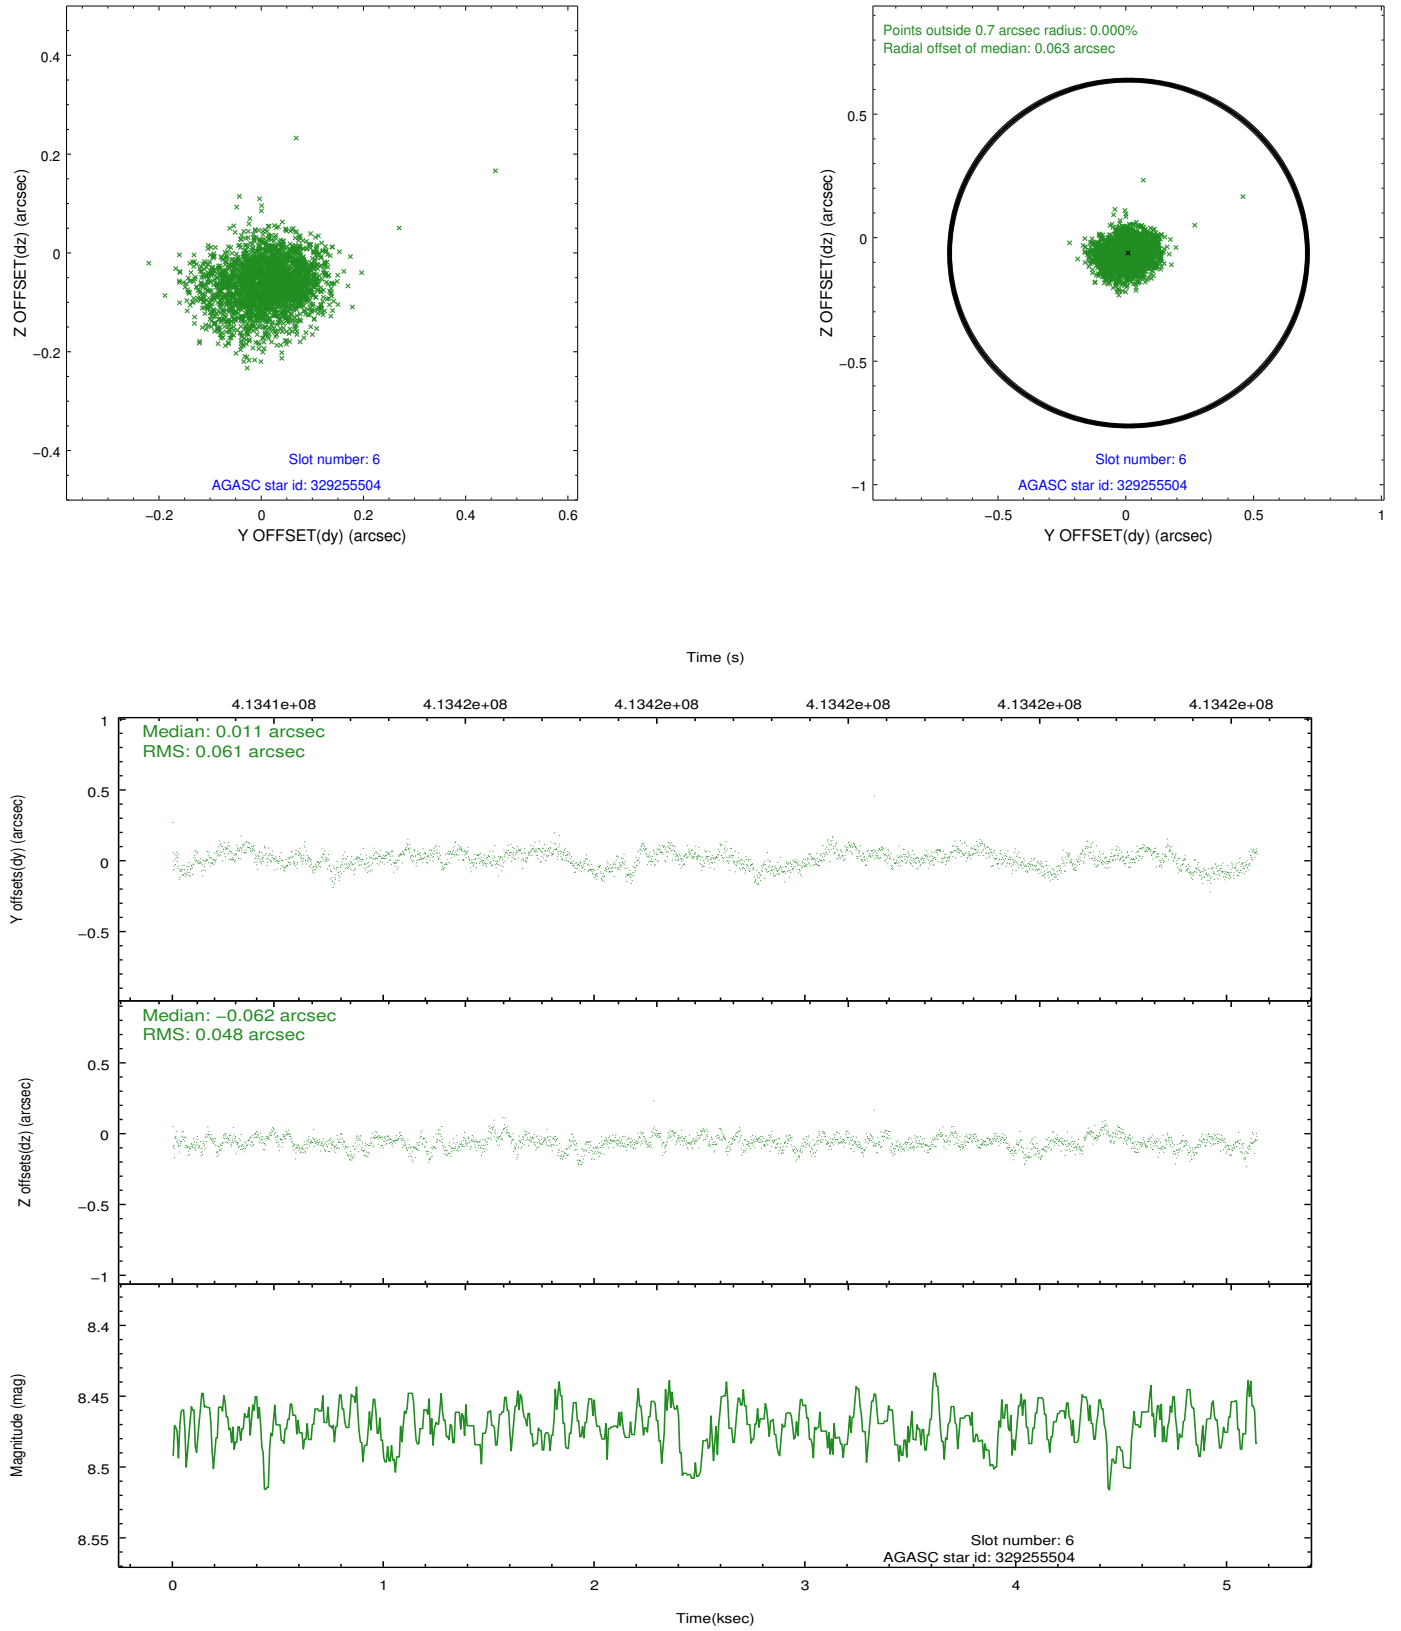 0.4
0.2
0
−0.2
−0.4
Z OFFSET(dz) (arcsec)
−0.2 0 0.2 0.4 0.6
Y OFFSET(dy) (arcsec)
Slot number: 6
AGASC star id: 329255504
Points outside 0.7 arcsec radius: 0.000%
Radial offset of median: 0.063 arcsec
0.5
0
−0.5
−1
Z OFFSET(dz) (arcsec)
−0.5 0 0.5 1
Y OFFSET(dy) (arcsec)
Slot number: 6
AGASC star id: 329255504
Time (s)
4.1341e+08 4.1342e+08 4.1342e+08 4.1342e+08 4.1342e+08 4.1342e+08
Median: 0.011 arcsec
RMS: 0.061 arcsec
1
0.5
0
−0.5
Y offsets(dy) (arcsec)
Median: −0.062 arcsec
RMS: 0.048 arcsec
0.5
0
−0.5
−1
Z offsets(dz) (arcsec)
8.4
8.45
8.5
8.55
Magnitude (mag)
Slot number: 6
AGASC star id: 329255504
0 1 2 3 4 5
Time(ksec)